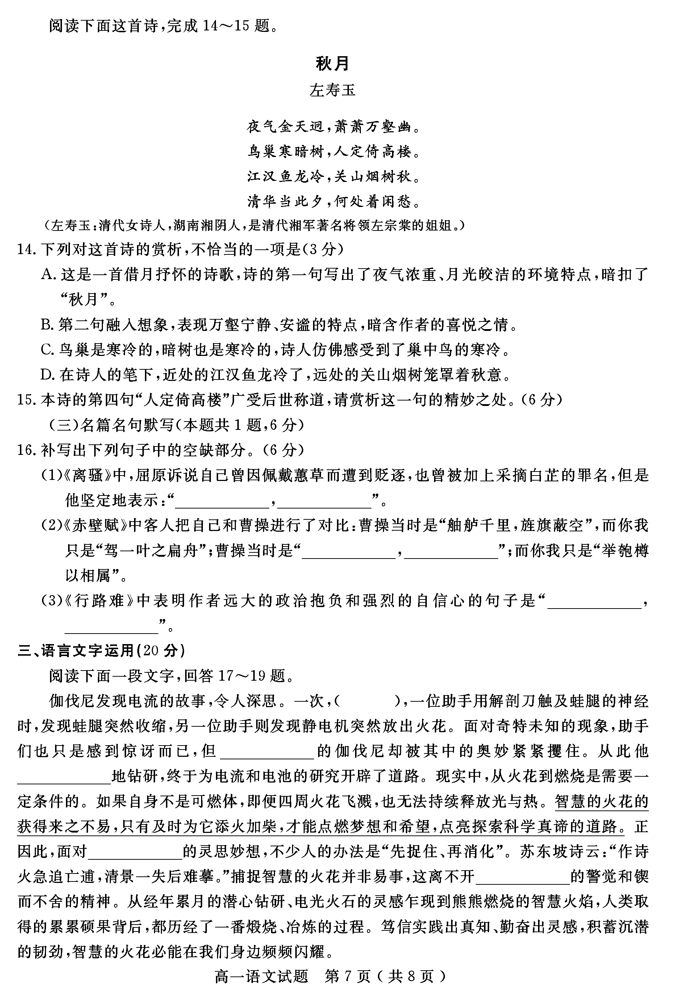 阅读下面这首诗,完成 14～15 题。
秋月
左寿玉
夜气金天迥,萧萧万壑幽。
鸟巢寒暗树,人定倚高楼。
江汉鱼龙冷,关山烟树秋。
清华当此夕,何处着闲愁。
(左寿玉:清代女诗人,湖南湘阴人,是清代湘军著名将领左宗棠的姐姐。)
14. 下列对这首诗的赏析,不恰当的一项是(3 分)
A. 这是一首借月抒怀的诗歌,诗的第一句写出了夜气浓重、月光皎洁的环境特点,暗扣了
“秋月”。
B. 第二句融入想象,表现万壑宁静、安谧的特点,暗含作者的喜悦之情。
C. 鸟巢是寒冷的,暗树也是寒冷的,诗人仿佛感受到了巢中鸟的寒冷。
D. 在诗人的笔下,近处的江汉鱼龙冷了,远处的关山烟树笼罩着秋意。
15. 本诗的第四句“人定倚高楼”广受后世称道,请赏析这一句的精妙之处。(6 分)
(三)名篇名句默写(本题共 1 题,6 分)
16. 补写出下列句子中的空缺部分。(6 分)
(1)《离骚》中,屈原诉说自己曾因佩戴蕙草而遭到贬逐,也曾被加上采摘白芷的罪名,但是
他坚定地表示:“____________,____________”。
(2)《赤壁赋》中客人把自己和曹操进行了对比:曹操当时是“舳舻千里,旌旗蔽空”,而你我
只是“驾一叶之扁舟”;曹操当时是“____________,____________”;而你我只是“举匏樽
以相属”。
(3)《行路难》中表明作者远大的政治抱负和强烈的自信心的句子是“____________,
____________”。
三、语言文字运用(20 分)
阅读下面一段文字,回答 17～19 题。
伽伐尼发现电流的故事,令人深思。一次,(　　　),一位助手用解剖刀触及蛙腿的神经
时,发现蛙腿突然收缩,另一位助手则发现静电机突然放出火花。面对奇特未知的现象,助手
们也只是感到惊讶而已,但____________的伽伐尼却被其中的奥妙紧紧攫住。从此他
____________地钻研,终于为电流和电池的研究开辟了道路。现实中,从火花到燃烧是需要一
定条件的。如果自身不是可燃体,即便四周火花飞溅,也无法持续释放光与热。智慧的火花的
获得来之不易,只有及时为它添火加柴,才能点燃梦想和希望,点亮探索科学真谛的道路。正
因此,面对____________的灵思妙想,不少人的办法是“先捉住、再消化”。苏东坡诗云:“作诗
火急追亡逋,清景一失后难摹。”捕捉智慧的火花并非易事,这离不开____________的警觉和锲
而不舍的精神。从经年累月的潜心钻研、电光火石的灵感乍现到熊熊燃烧的智慧火焰,人类取
得的累累硕果背后,都历经了一番煅烧、冶炼的过程。笃信实践出真知、勤奋出灵感,积蓄沉潜
的韧劲,智慧的火花必能在我们身边频频闪耀。
高一语文试题　第 7 页 ( 共 8 页 )